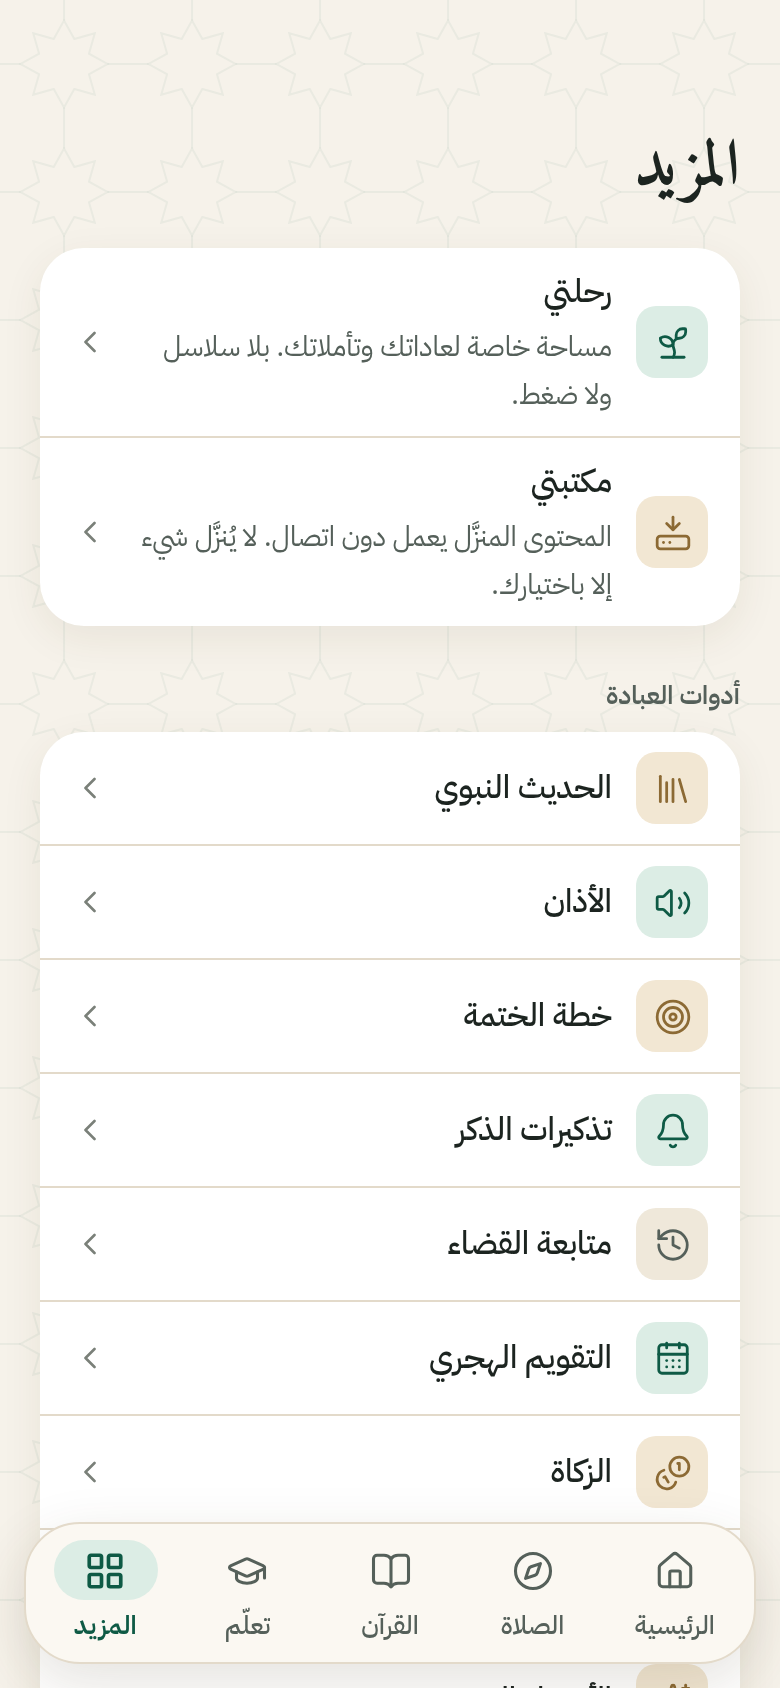 المزيد
رحلتي
مساحة خاصة لعاداتك وتأملاتك. بلا سلاسل
ولا ضغط.
مكتبتي
المحتوى المنزَّل يعمل دون اتصال. لا يُنزَّل شيء
إلا باختيارك.
أدوات العبادة
الحديث النبوي
الأذان
خطة الختمة
تذكيرات الذكر
متابعة القضاء
التقويم الهجري
الزكاة
الرئيسية
الصلاة
القرآن
تعلّم
المزيد